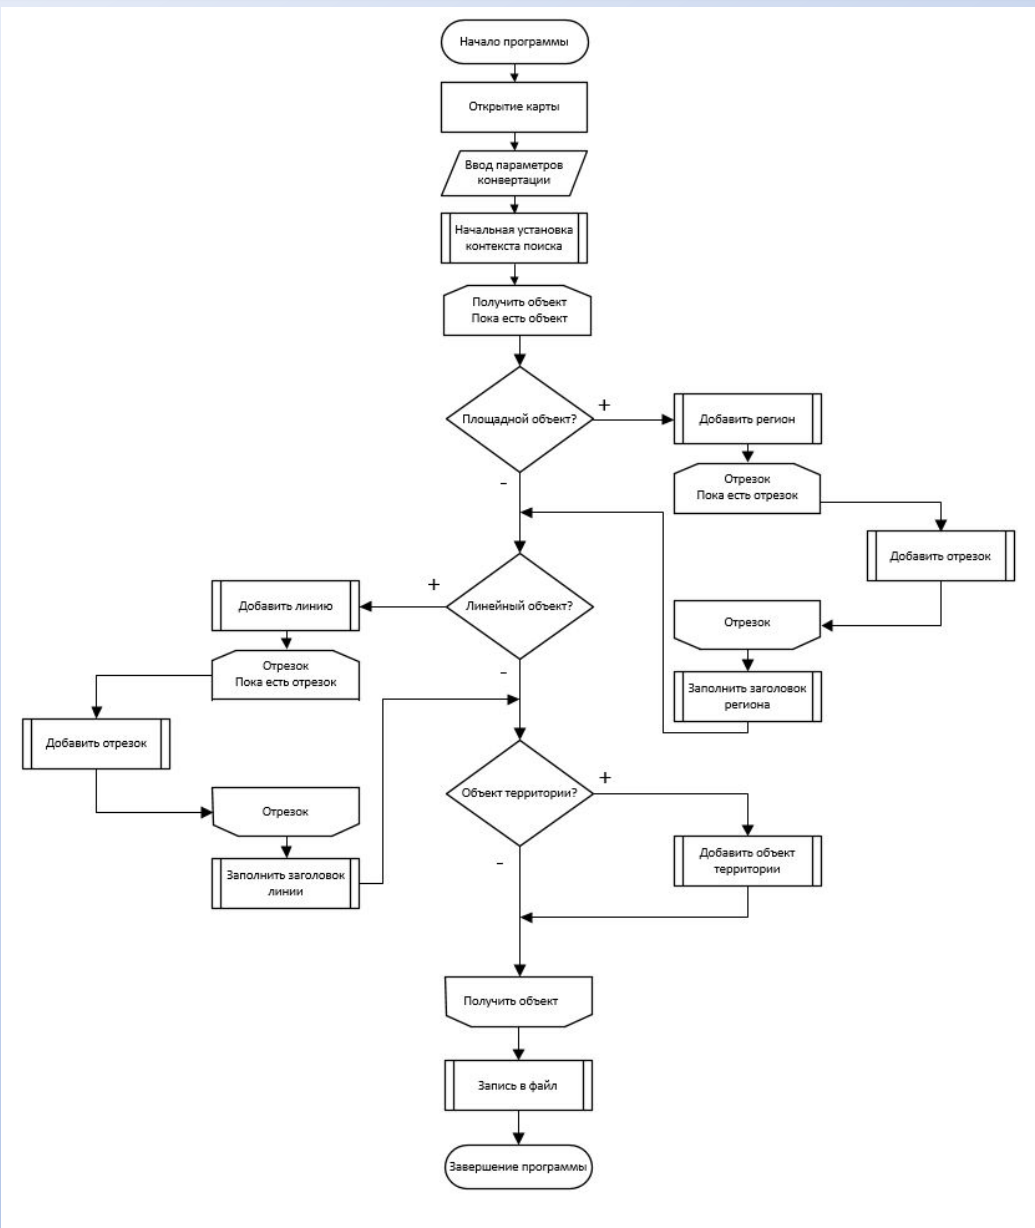 Начало программы
Открытие карты
Ввод параметров
конвертации
Начальная установка
контекста поиска
Получить объект
Пока есть объект
Площадной объект?
+
-
Добавить регион
Отрезок
Пока есть отрезок
Добавить отрезок
Отрезок
Заполнить заголовок
региона
Линейный объект?
+
-
Добавить линию
Отрезок
Пока есть отрезок
Добавить отрезок
Отрезок
Заполнить заголовок
линии
Объект территории?
+
-
Добавить объект
территории
Получить объект
Запись в файл
Завершение программы